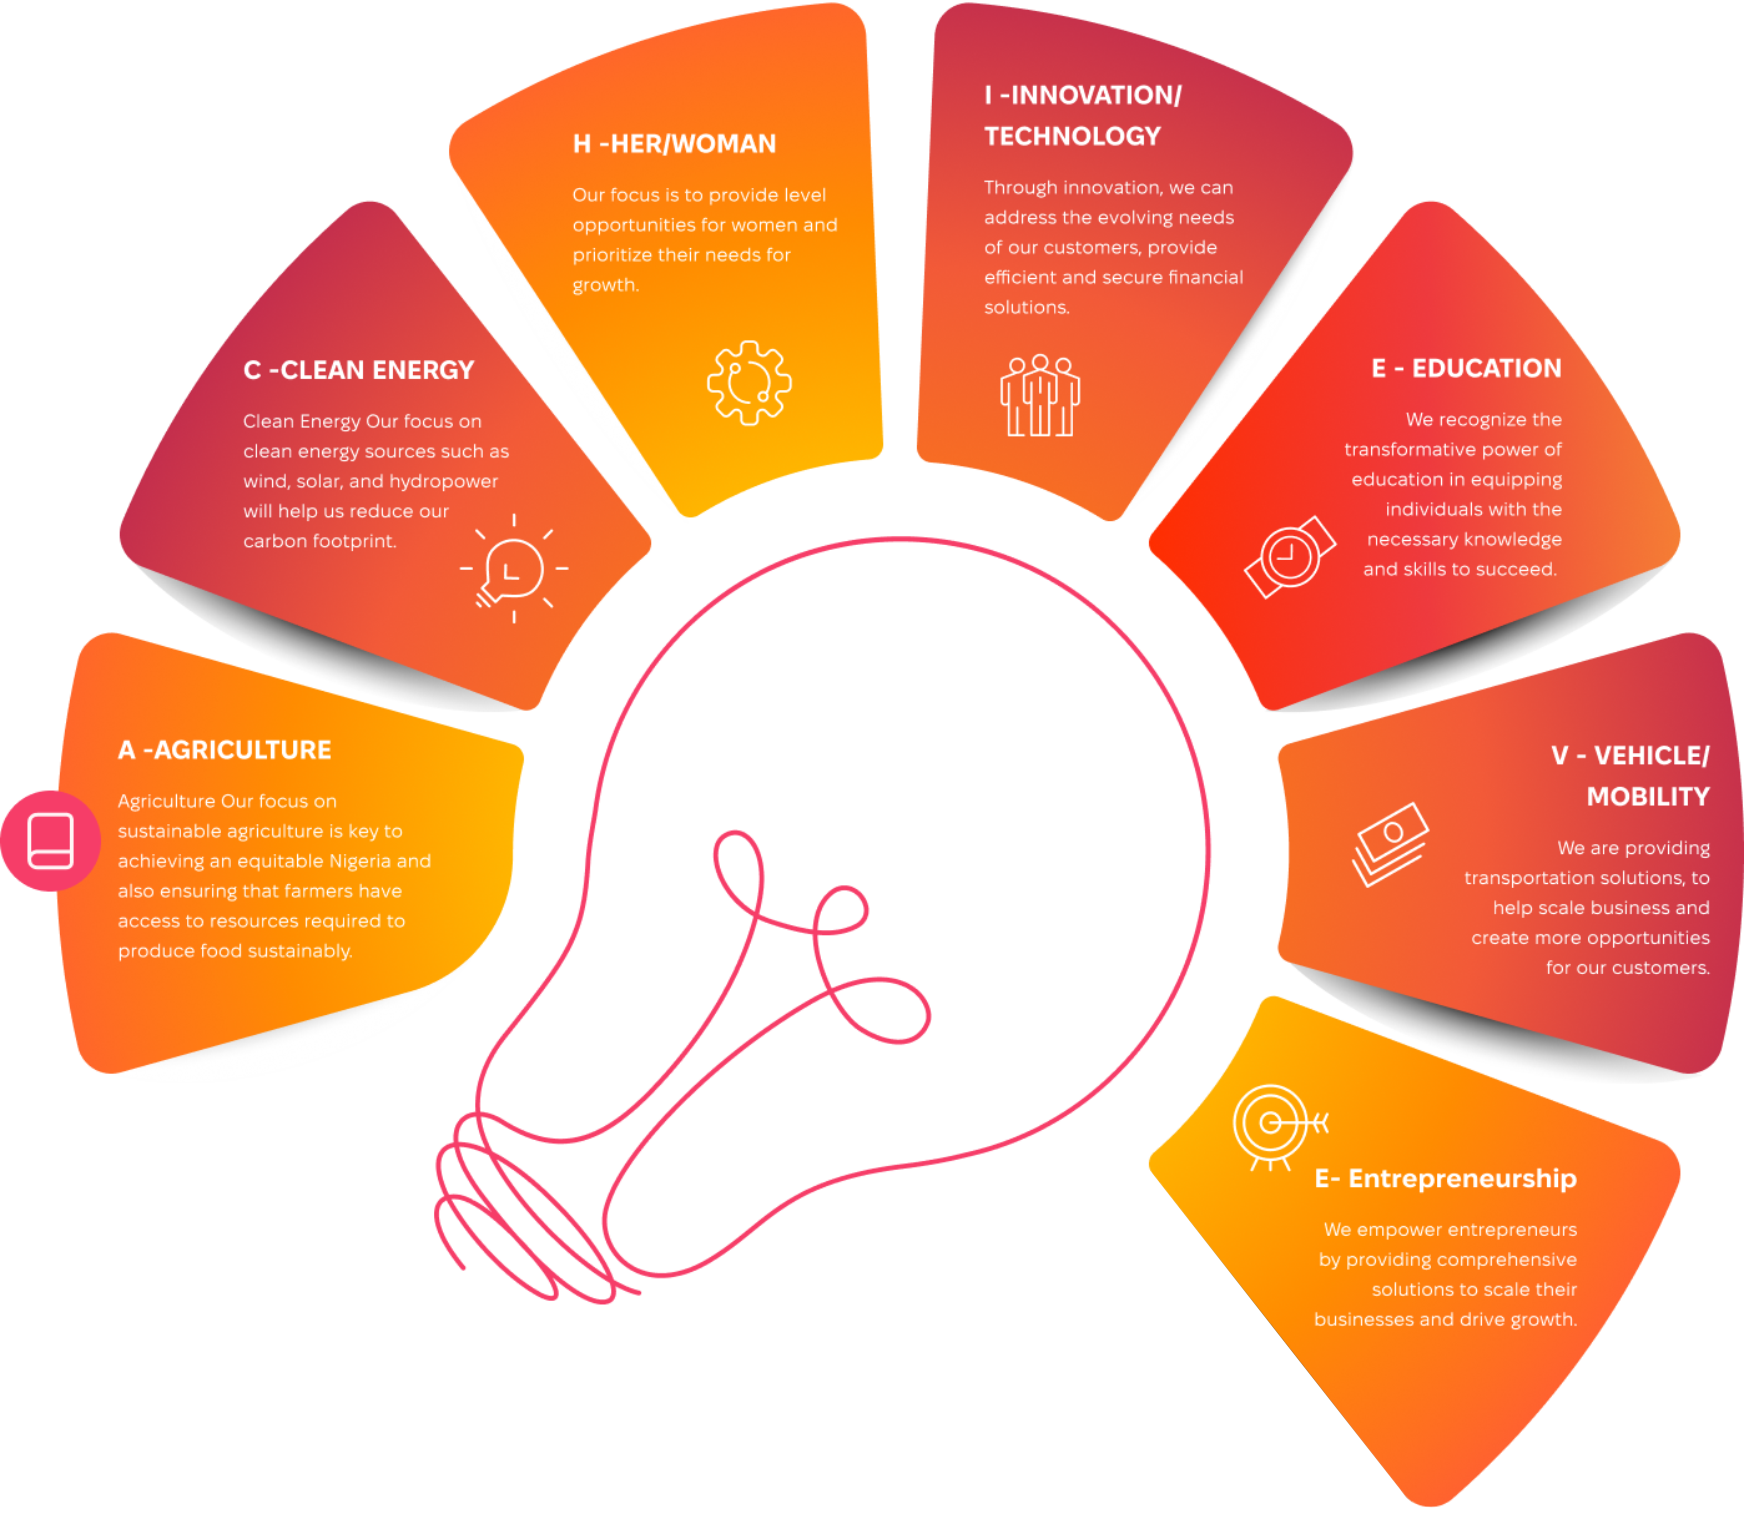 A -AGRICULTURE
Agriculture Our focus on
sustainable agriculture is key to
achieving an equitable Nigeria and
also ensuring that farmers have
access to resources required to
produce food sustainably.
C -CLEAN ENERGY
Clean Energy Our focus on
clean energy sources such as
wind, solar, and hydropower
will help us reduce our
carbon footprint.
H -HER/WOMAN
Our focus is to provide level
opportunities for women and
prioritize their needs for
growth.
I -INNOVATION/
TECHNOLOGY
Through innovation, we can
address the evolving needs
of our customers, provide
efficient and secure financial
solutions.
E - EDUCATION
We recognize the
transformative power of
education in equipping
individuals with the
necessary knowledge
and skills to succeed.
V - VEHICLE/
MOBILITY
We are providing
transportation solutions, to
help scale business and
create more opportunities
for our customers.
E- Entrepreneurship
We empower entrepreneurs
by providing comprehensive
solutions to scale their
businesses and drive growth.